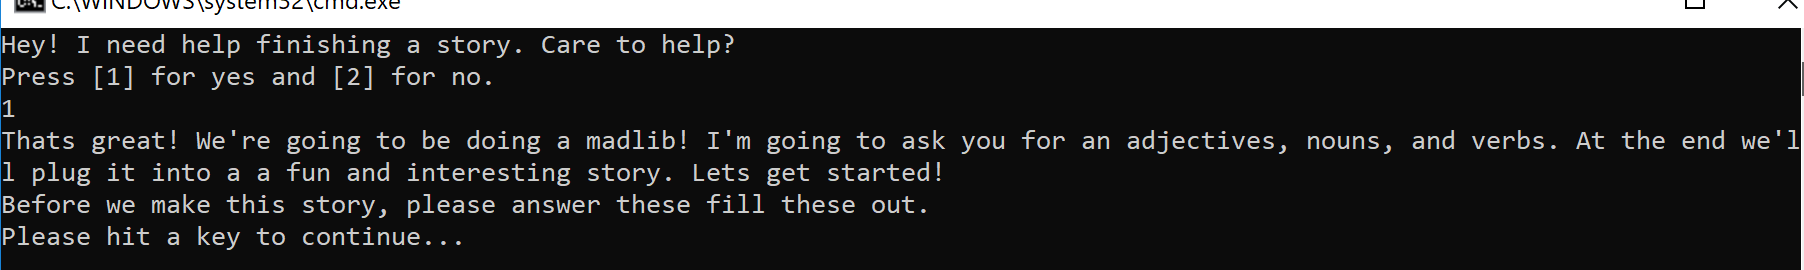 C:\WINDOWS\system32\cmd.exe
Hey! I need help finishing a story. Care to help?
Press [1] for yes and [2] for no.
1
Thats great! We're going to be doing a madlib! I'm going to ask you for an adjectives, nouns, and verbs. At the end we'l
l plug it into a a fun and interesting story. Lets get started!
Before we make this story, please answer these fill these out.
Please hit a key to continue...